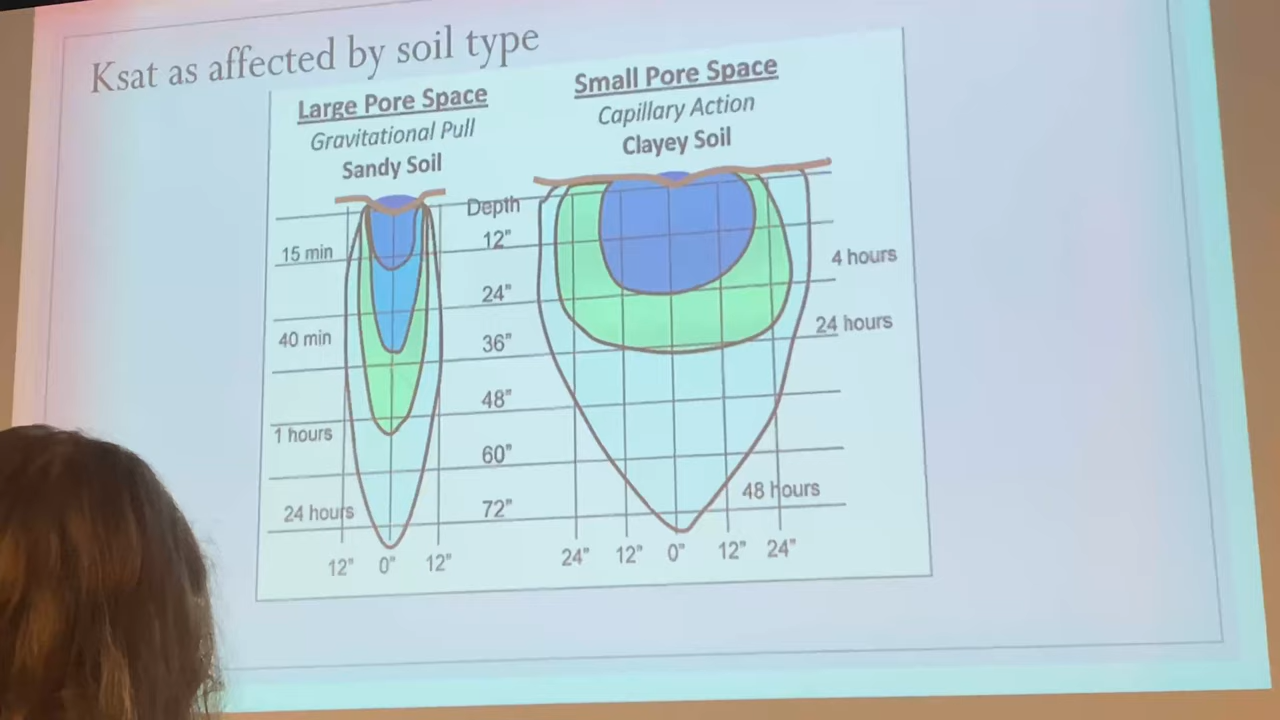 Ksat as affected by soil type
Large Pore Space
Gravitational Pull
Sandy Soil
Small Pore Space
Capillary Action
Clayey Soil
Depth
15 min
12"
4 hours
24"
24 hours
40 min
36"
48"
1 hours
60"
48 hours
24 hours
72"
12" 0" 12"
24" 12" 0" 12" 24"